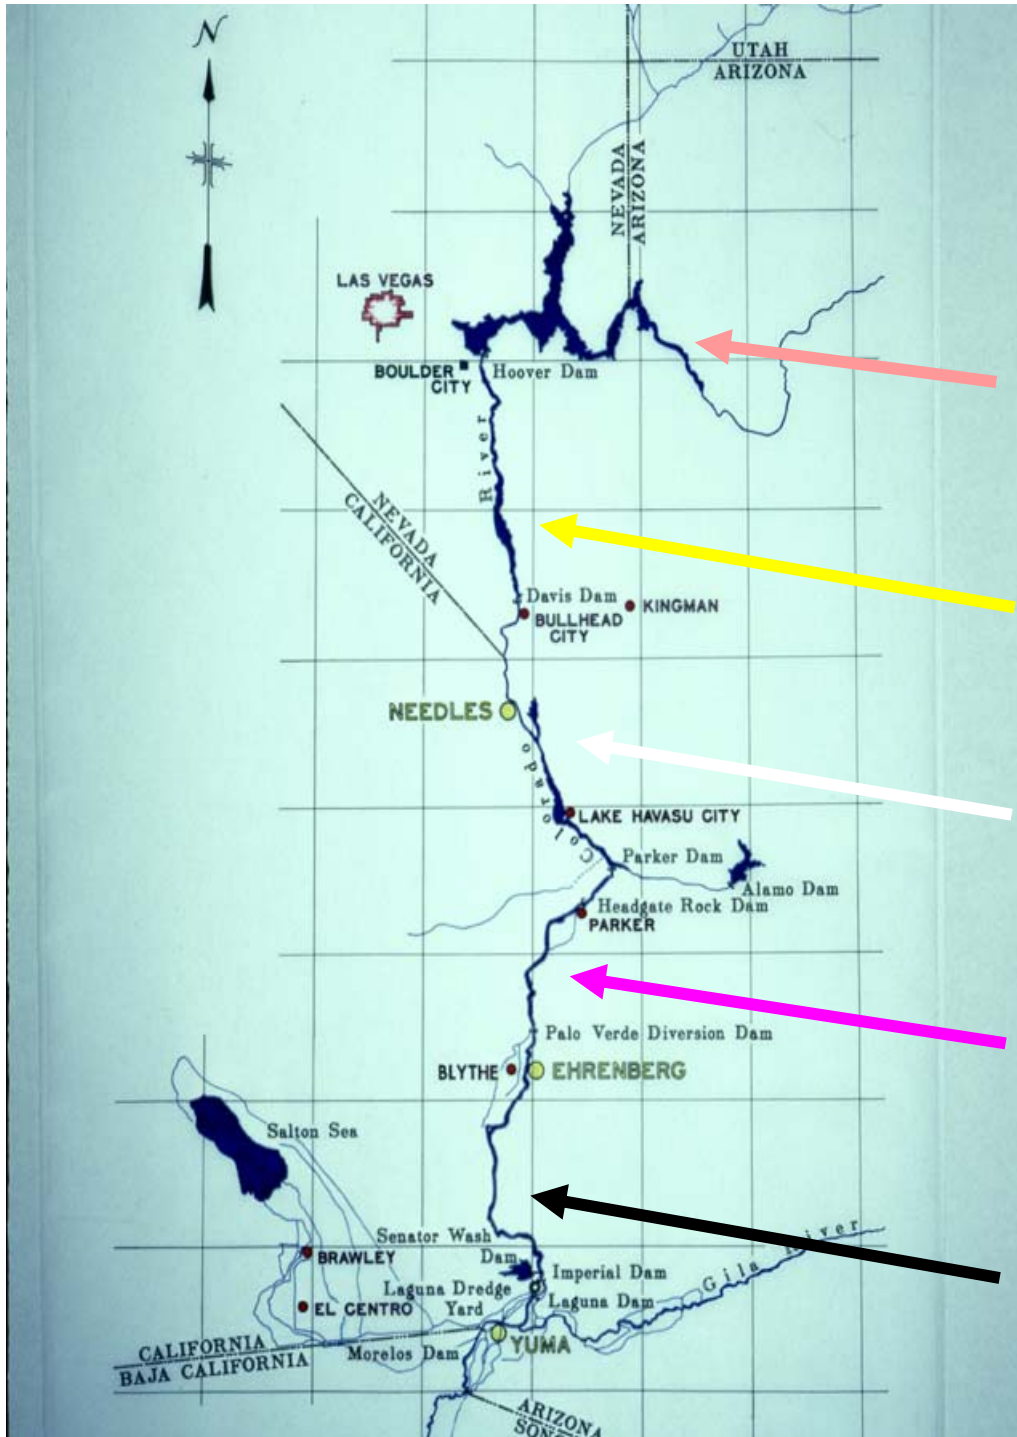 N
UTAH
ARIZONA
NEVADA
ARIZONA
LAS VEGAS
BOULDER
CITY
Hoover Dam
River
NEVADA
CALIFORNIA
Davis Dam
BULLHEAD
CITY
KINGMAN
NEEDLES
Colorado
LAKE HAVASU CITY
Parker Dam
Alamo Dam
Headgate Rock Dam
PARKER
Palo Verde Diversion Dam
BLYTHE
EHRENBERG
Salton Sea
Senator Wash
Dam
BRAWLEY
Imperial Dam
Gila River
Laguna Dredge
Yard
Laguna Dam
EL CENTRO
CALIFORNIA
BAJA CALIFORNIA
Morelos Dam
YUMA
ARIZONA